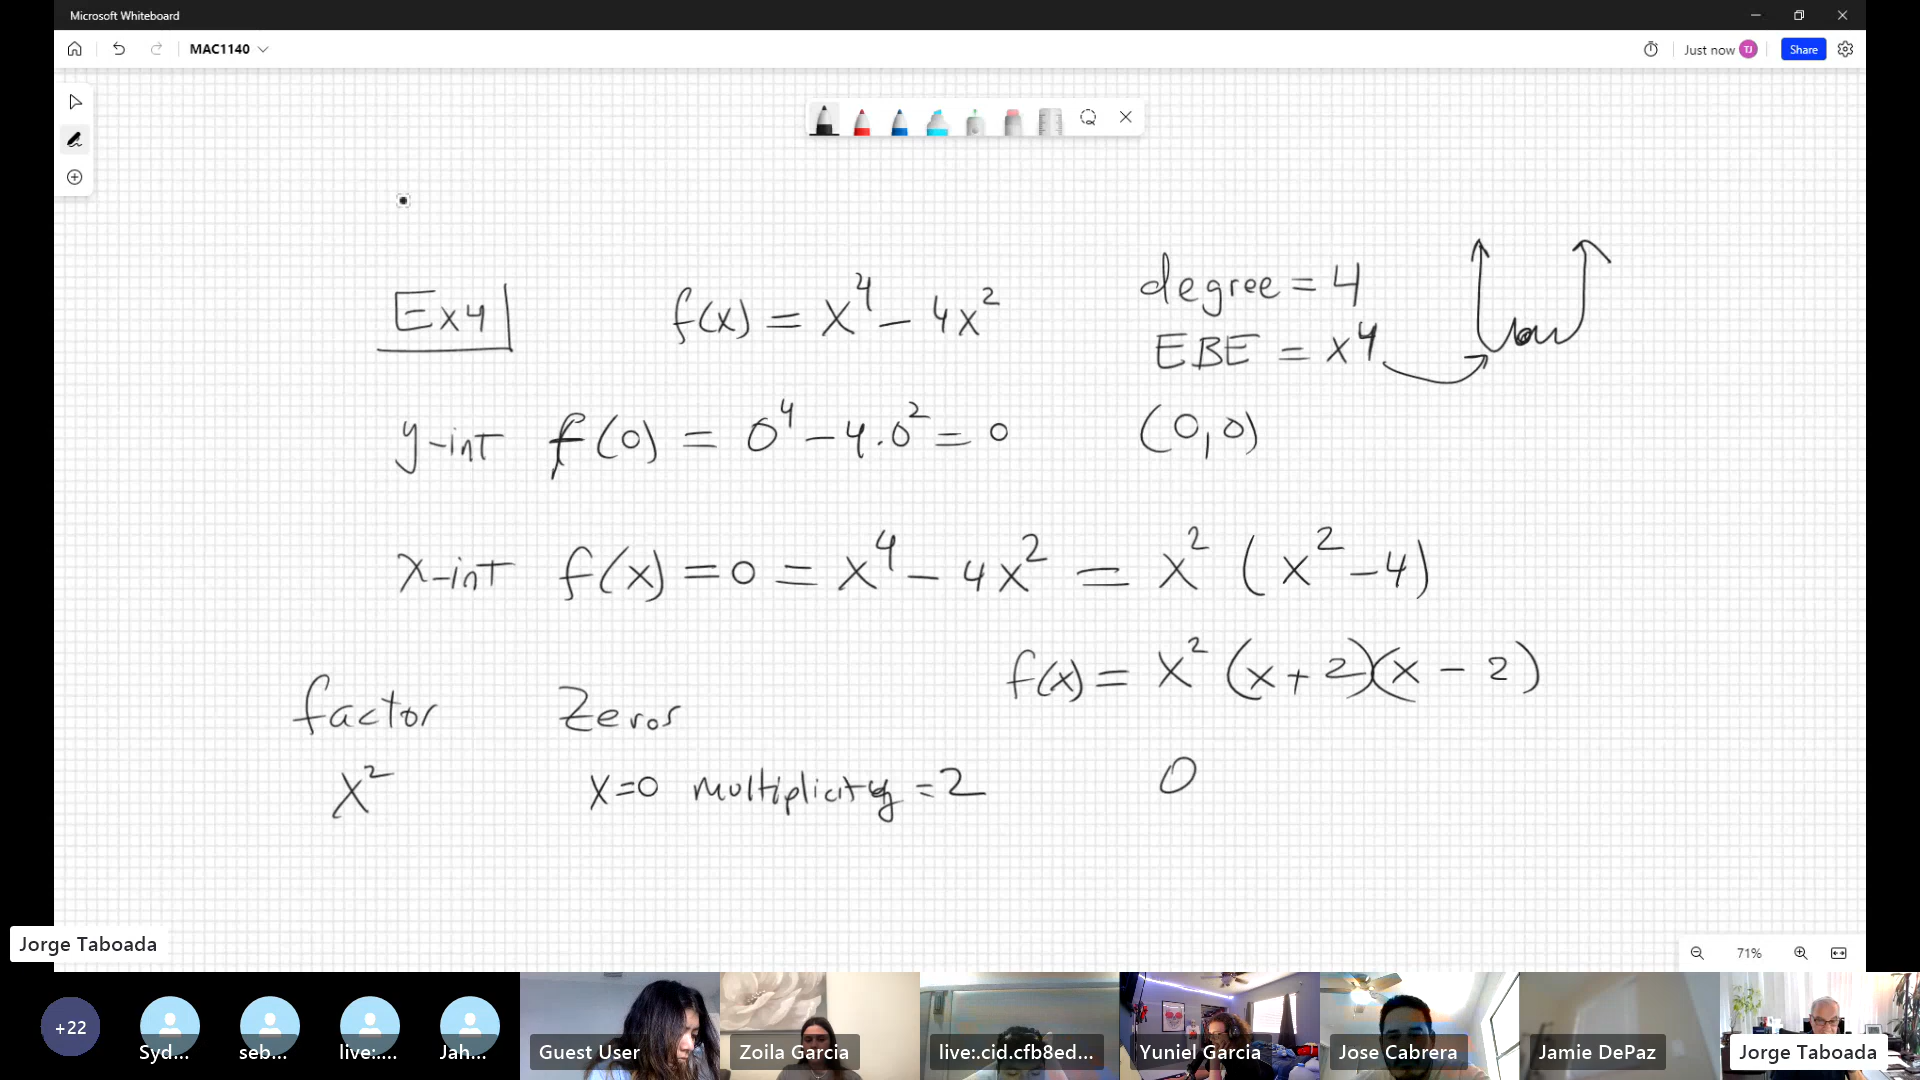 Microsoft Whiteboard
MAC1140
Just now TJ Share
Ex4 f(x) = x⁴ - 4x² degree = 4
EBE = x⁴
y-int f(0) = 0⁴ - 4.0² = 0 (0,0)
x-int f(x) = 0 = x⁴ - 4x² = x² (x² - 4)
f(x) = x² (x + 2)(x - 2)
factor Zeros
x² x=0 multiplicity = 2 0
Jorge Taboada
71%
+22 Syd... seb... live:.... Jah... Guest User Zoila Garcia live:.cid.cfb8ed... Yuniel Garcia Jose Cabrera Jamie DePaz Jorge Taboada